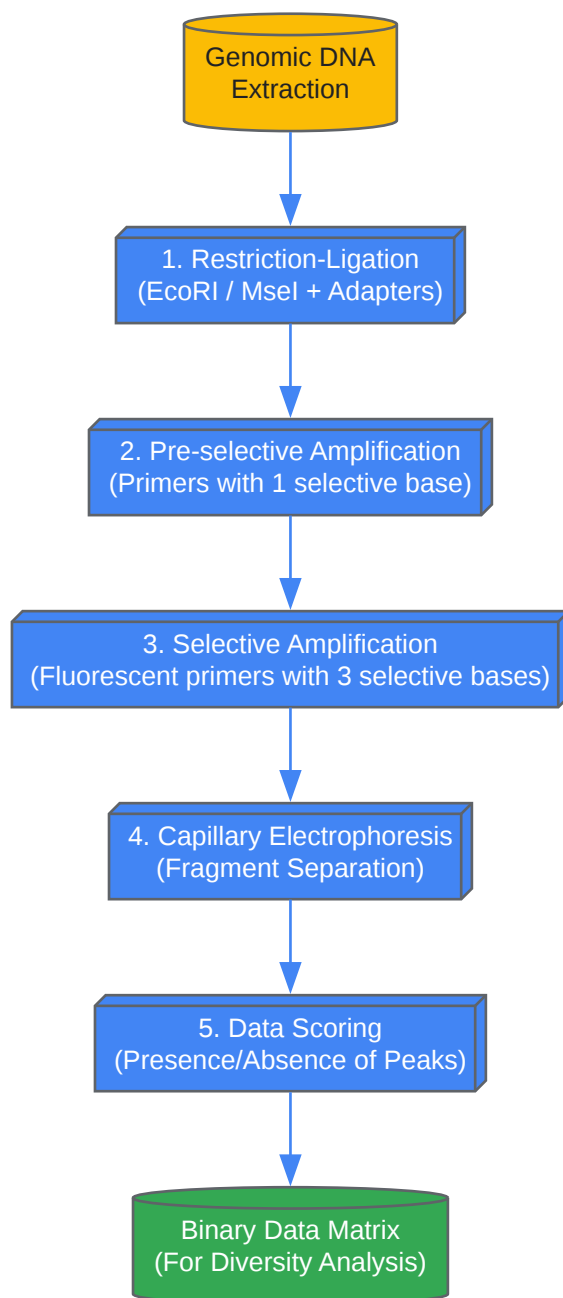 Genomic DNA
Extraction
1. Restriction-Ligation
(EcoRI / MseI + Adapters)
2. Pre-selective Amplification
(Primers with 1 selective base)
3. Selective Amplification
(Fluorescent primers with 3 selective bases)
4. Capillary Electrophoresis
(Fragment Separation)
5. Data Scoring
(Presence/Absence of Peaks)
Binary Data Matrix
(For Diversity Analysis)